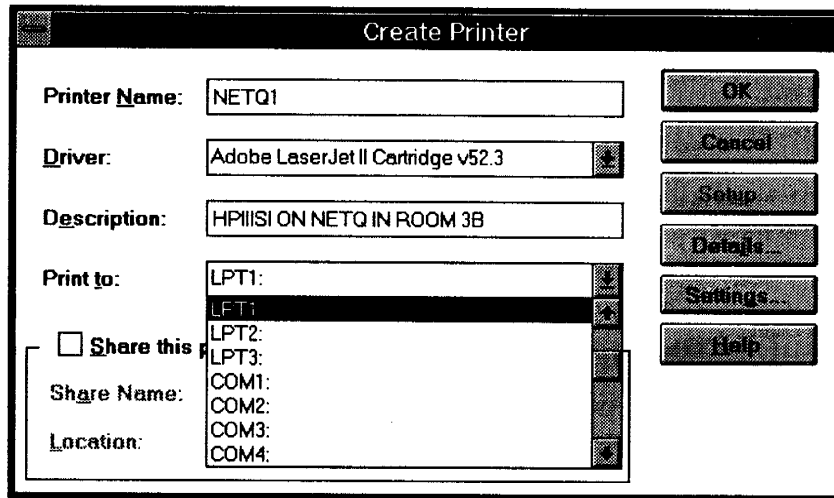 Create Printer
Printer Name: NETQ1
OK
Driver: Adobe LaserJet II Cartridge v52.3
Cancel
Description: HPIIISI ON NETQ IN ROOM 3B
Setup...
Details...
Print to: LPT1:
Settings...
LPT1:
LPT2:
Help
Share this
LPT3:
Share Name:
COM1:
COM2:
Location:
COM3:
COM4: